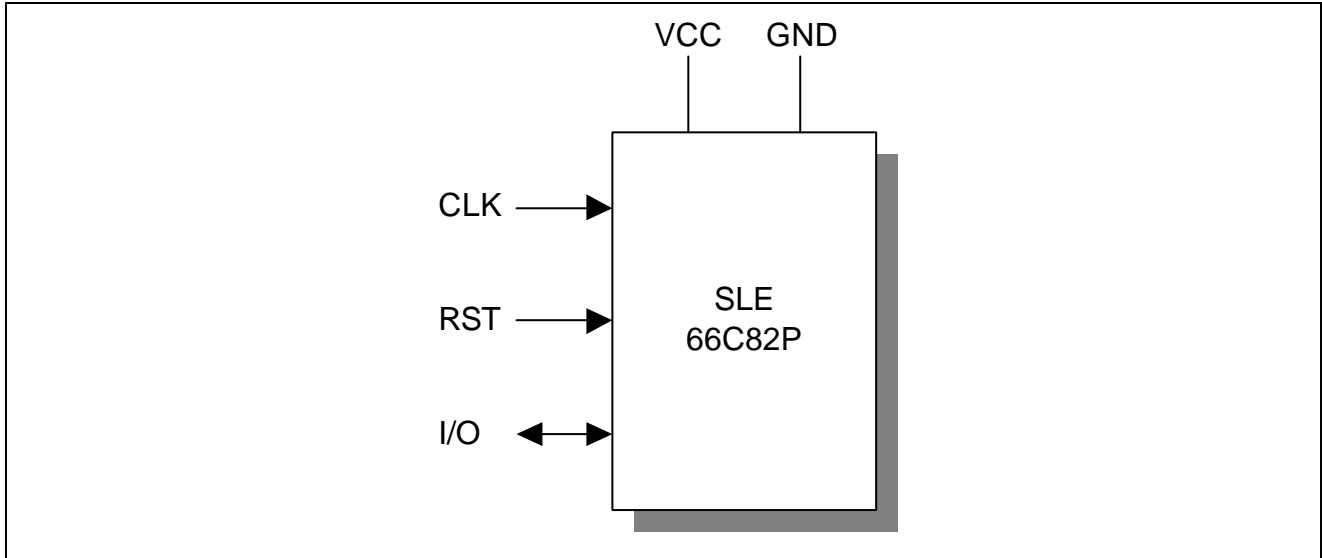 VCC GND
CLK
RST
SLE
66C82P
I/O